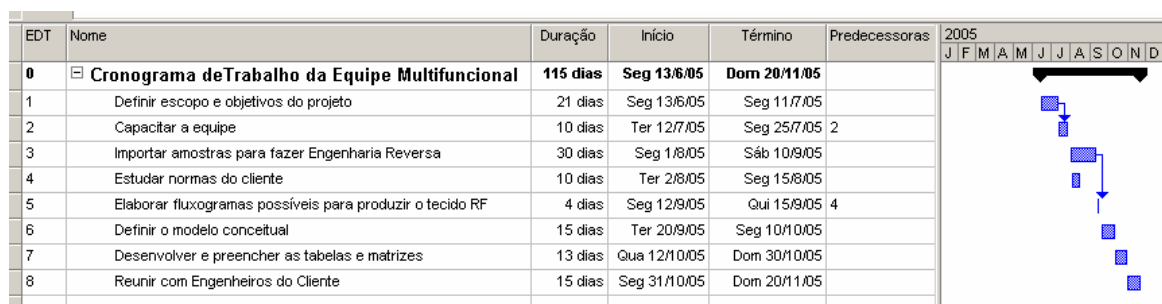 EDT Nome Duração Início Término Predecessoras 2005
J F M A M J J A S O N D
0 Cronograma deTrabalho da Equipe Multifuncional 115 dias Seg 13/6/05 Dom 20/11/05
1 Definir escopo e objetivos do projeto 21 dias Seg 13/6/05 Seg 11/7/05
2 Capacitar a equipe 10 dias Ter 12/7/05 Seg 25/7/05 2
3 Importar amostras para fazer Engenharia Reversa 30 dias Seg 1/8/05 Sáb 10/9/05
4 Estudar normas do cliente 10 dias Ter 2/8/05 Seg 15/8/05
5 Elaborar fluxogramas possíveis para produzir o tecido RF 4 dias Seg 12/9/05 Qui 15/9/05 4
6 Definir o modelo conceitual 15 dias Ter 20/9/05 Seg 10/10/05
7 Desenvolver e preencher as tabelas e matrizes 13 dias Qua 12/10/05 Dom 30/10/05
8 Reunir com Engenheiros do Cliente 15 dias Seg 31/10/05 Dom 20/11/05